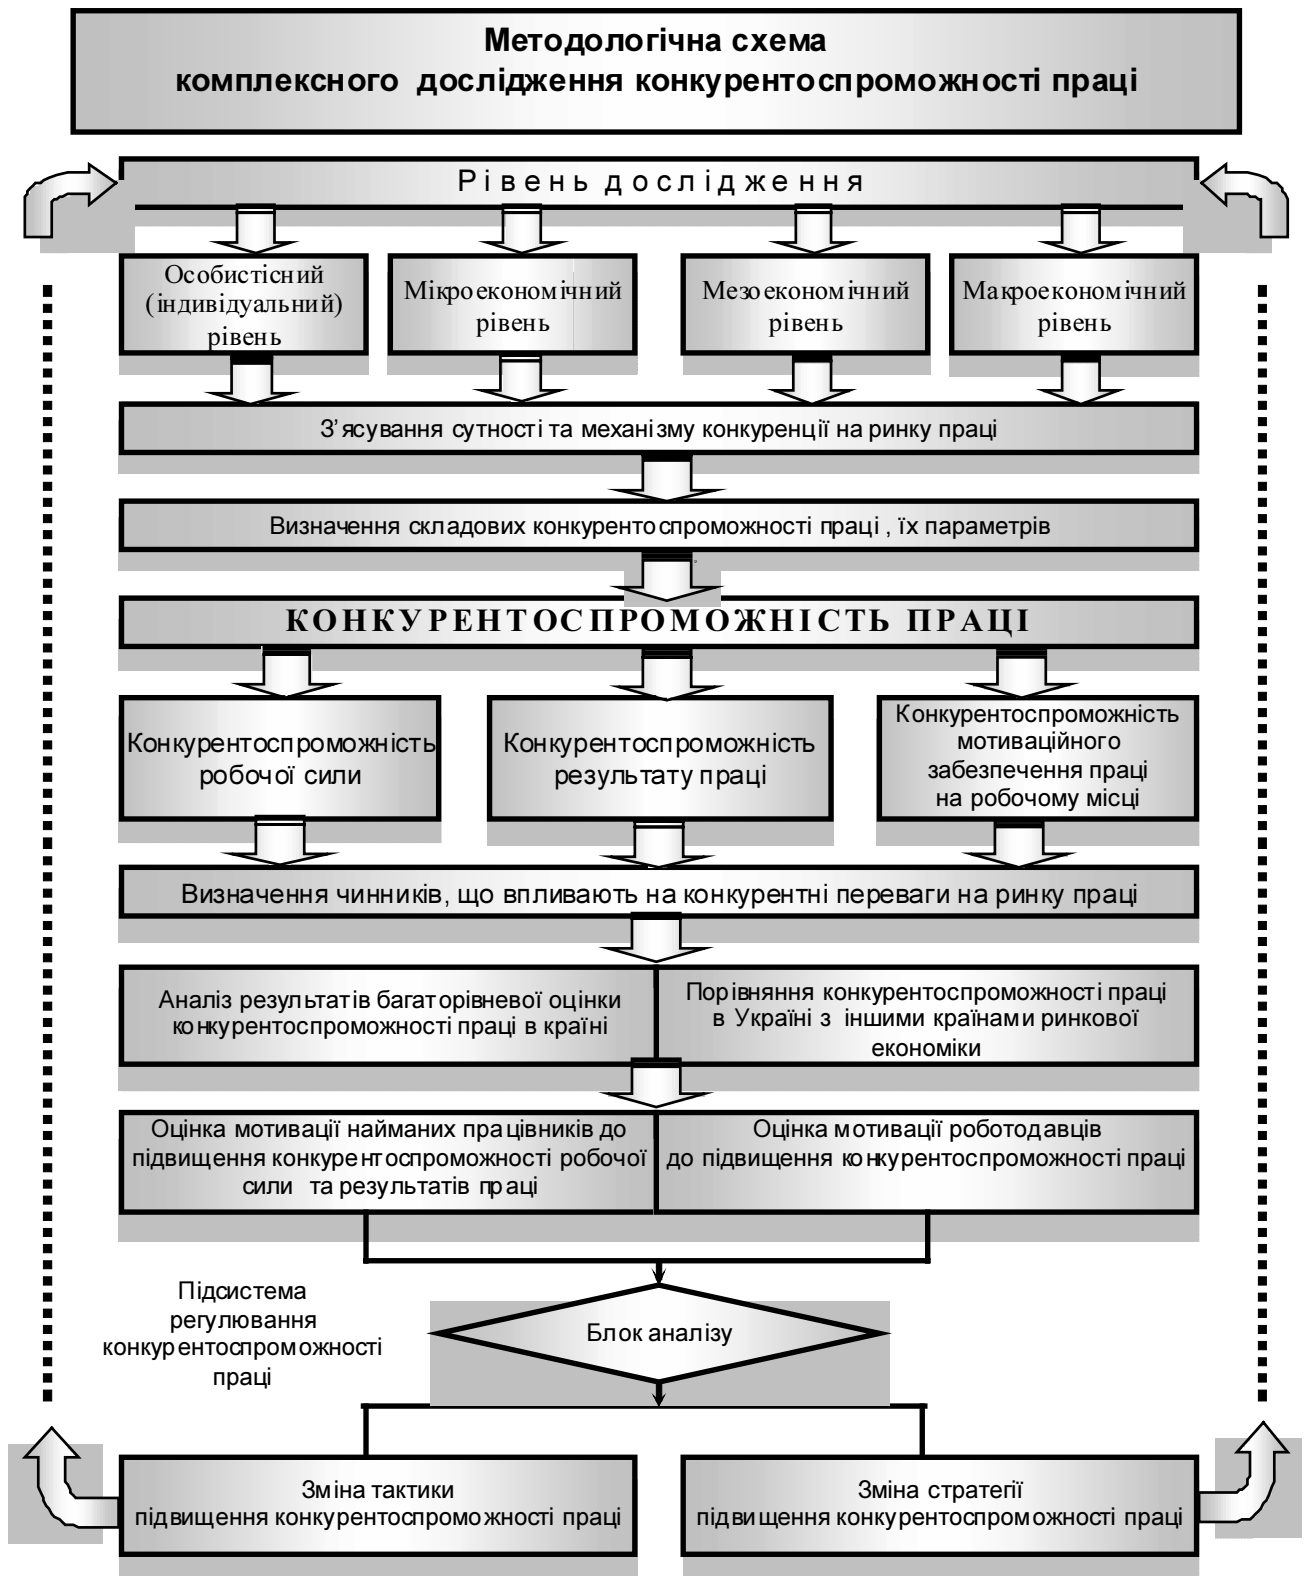 Методологічна схема
комплексного дослідження конкурентоспроможності праці
Рівень дослідження
Особистісний
(індивідуальний)
рівень
Мікроекономічний
рівень
Мезоекономічний
рівень
Макроекономічний
рівень
З’ясування сутності та механізму конкуренції на ринку праці
Визначення складових конкурентоспроможності праці , їх параметрів
КОНКУРЕНТОСПРОМОЖНІСТЬ ПРАЦІ
Конкурентоспроможність
робочої сили
Конкурентоспроможність
результату праці
Конкурентоспроможність
мотиваційного
забезпечення праці
на робочому місці
Визначення чинників, що впливають на конкурентні переваги на ринку праці
Аналіз результатів багаторівневої оцінки
конкурентоспроможності праці в країні
Порівняння конкурентоспроможності праці
в Україні з іншими країнами ринкової
економіки
Оцінка мотивації найманих працівників до
підвищення конкурентоспроможності робочої
сили та результатів праці
Оцінка мотивації роботодавців
до підвищення конкурентоспроможності праці
Підсистема
регулювання
конкурентоспроможності
праці
Блок аналізу
Зміна тактики
підвищення конкурентоспроможності праці
Зміна стратегії
підвищення конкурентоспроможності праці